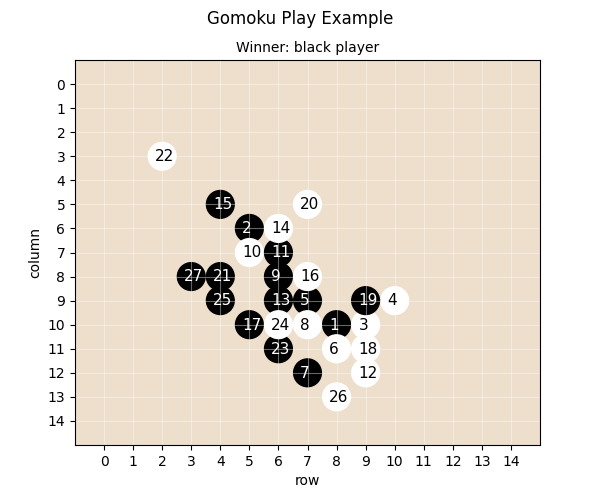 Gomoku Play Example
Winner: black player
0
1
2
3 22
4
5 15 20
6 2 14
7 10 11
8 27 21 9 16
9 25 13 5 19 4
10 17 24 8 1 3
11 23 6 18
12 7 12
13 26
14
column
0 1 2 3 4 5 6 7 8 9 10 11 12 13 14
row